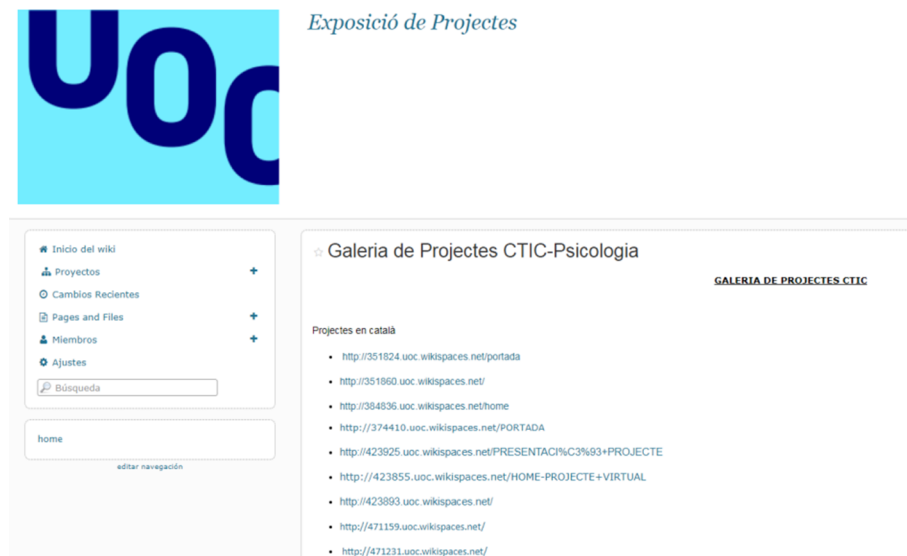 UOC
Exposició de Projectes
Inicio del wiki
Proyectos +
Cambios Recientes
Pages and Files +
Miembros +
Ajustes
Búsqueda
home
editar navegación
Galeria de Projectes CTIC-Psicologia
GALERIA DE PROJECTES CTIC
Projectes en català
• http://351824.uoc.wikispaces.net/portada
• http://351860.uoc.wikispaces.net/
• http://384836.uoc.wikispaces.net/home
• http://374410.uoc.wikispaces.net/PORTADA
• http://423925.uoc.wikispaces.net/PRESENTACI%C3%93+PROJECTE
• http://423855.uoc.wikispaces.net/HOME-PROJECTE+VIRTUAL
• http://423893.uoc.wikispaces.net/
• http://471159.uoc.wikispaces.net/
• http://471231.uoc.wikispaces.net/